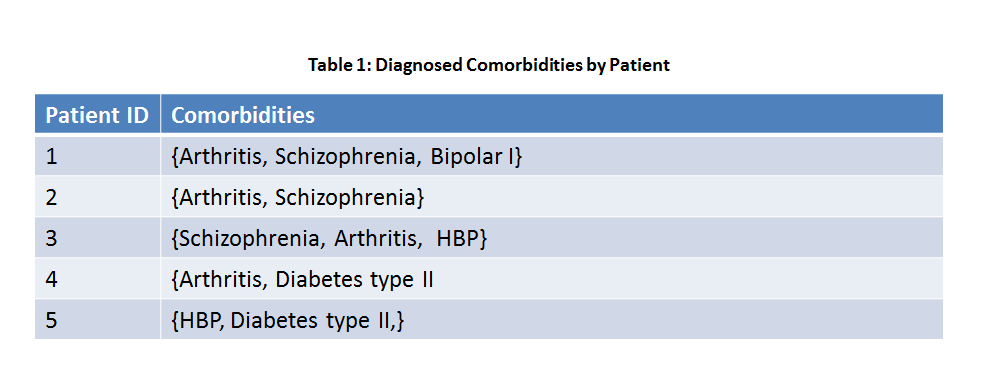 Table 1: Diagnosed Comorbidities by Patient
Patient ID Comorbidities
1 {Arthritis, Schizophrenia, Bipolar I}
2 {Arthritis, Schizophrenia}
3 {Schizophrenia, Arthritis, HBP}
4 {Arthritis, Diabetes type II
5 {HBP, Diabetes type II,}